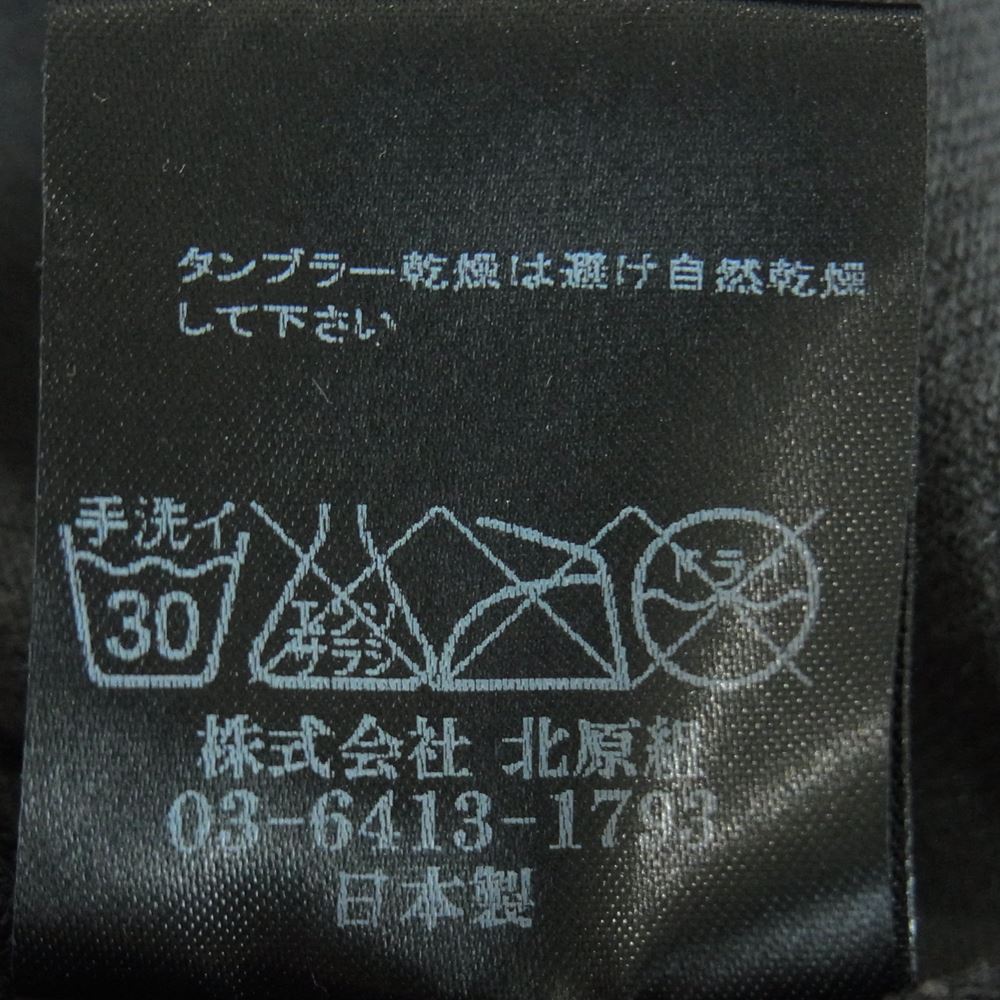 タンブラー乾燥は避け自然乾燥
して下さい
手洗イ
30
エンソ
サラシ
ドライ
株式会社 北原組
03-6413-1793
日本製